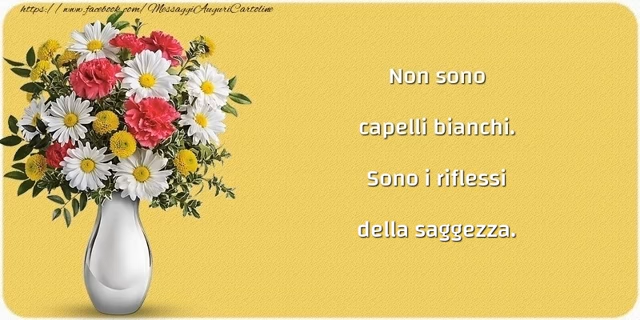 https://www.facebook.com/MessaggiAuguriCartoline
Non sono
capelli bianchi.
Sono i riflessi
della saggezza.